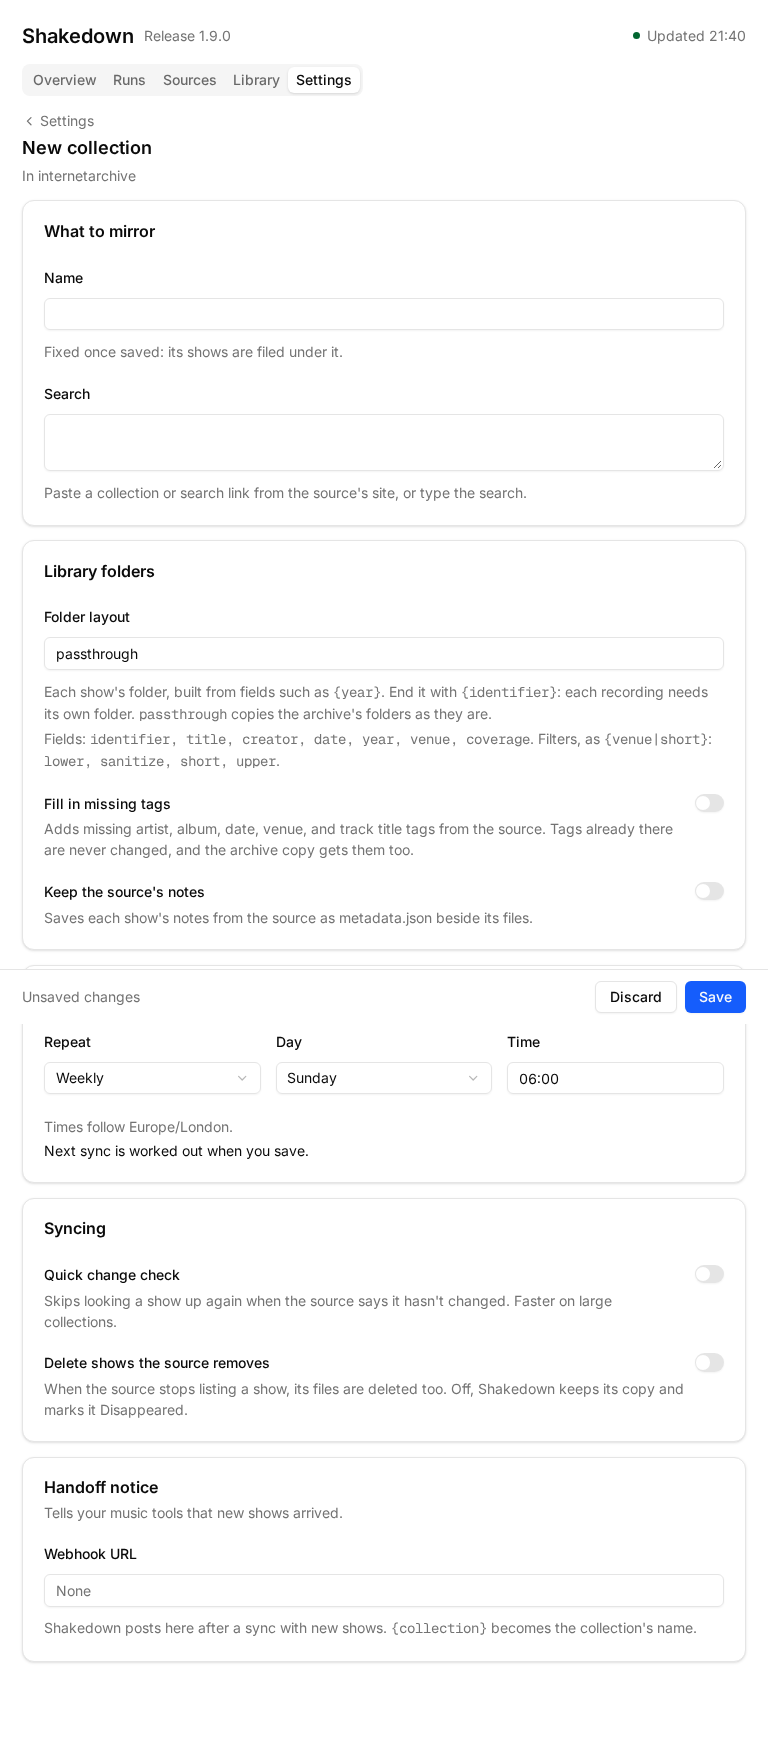 Shakedown Release 1.9.0 Updated 21:40
Overview Runs Sources Library Settings
Settings
New collection
In internetarchive
What to mirror
Name
Fixed once saved: its shows are filed under it.
Search
Paste a collection or search link from the source's site, or type the search.
Library folders
Folder layout
passthrough
Each show's folder, built from fields such as {year}. End it with {identifier}: each recording needs
its own folder. passthrough copies the archive's folders as they are.
Fields: identifier, title, creator, date, year, venue, coverage. Filters, as {venue|short}:
lower, sanitize, short, upper.
Fill in missing tags
Adds missing artist, album, date, venue, and track title tags from the source. Tags already there
are never changed, and the archive copy gets them too.
Keep the source's notes
Saves each show's notes from the source as metadata.json beside its files.
Unsaved changes Discard Save
Repeat Day Time
Weekly Sunday 06:00
Times follow Europe/London.
Next sync is worked out when you save.
Syncing
Quick change check
Skips looking a show up again when the source says it hasn't changed. Faster on large
collections.
Delete shows the source removes
When the source stops listing a show, its files are deleted too. Off, Shakedown keeps its copy and
marks it Disappeared.
Handoff notice
Tells your music tools that new shows arrived.
Webhook URL
None
Shakedown posts here after a sync with new shows. {collection} becomes the collection's name.